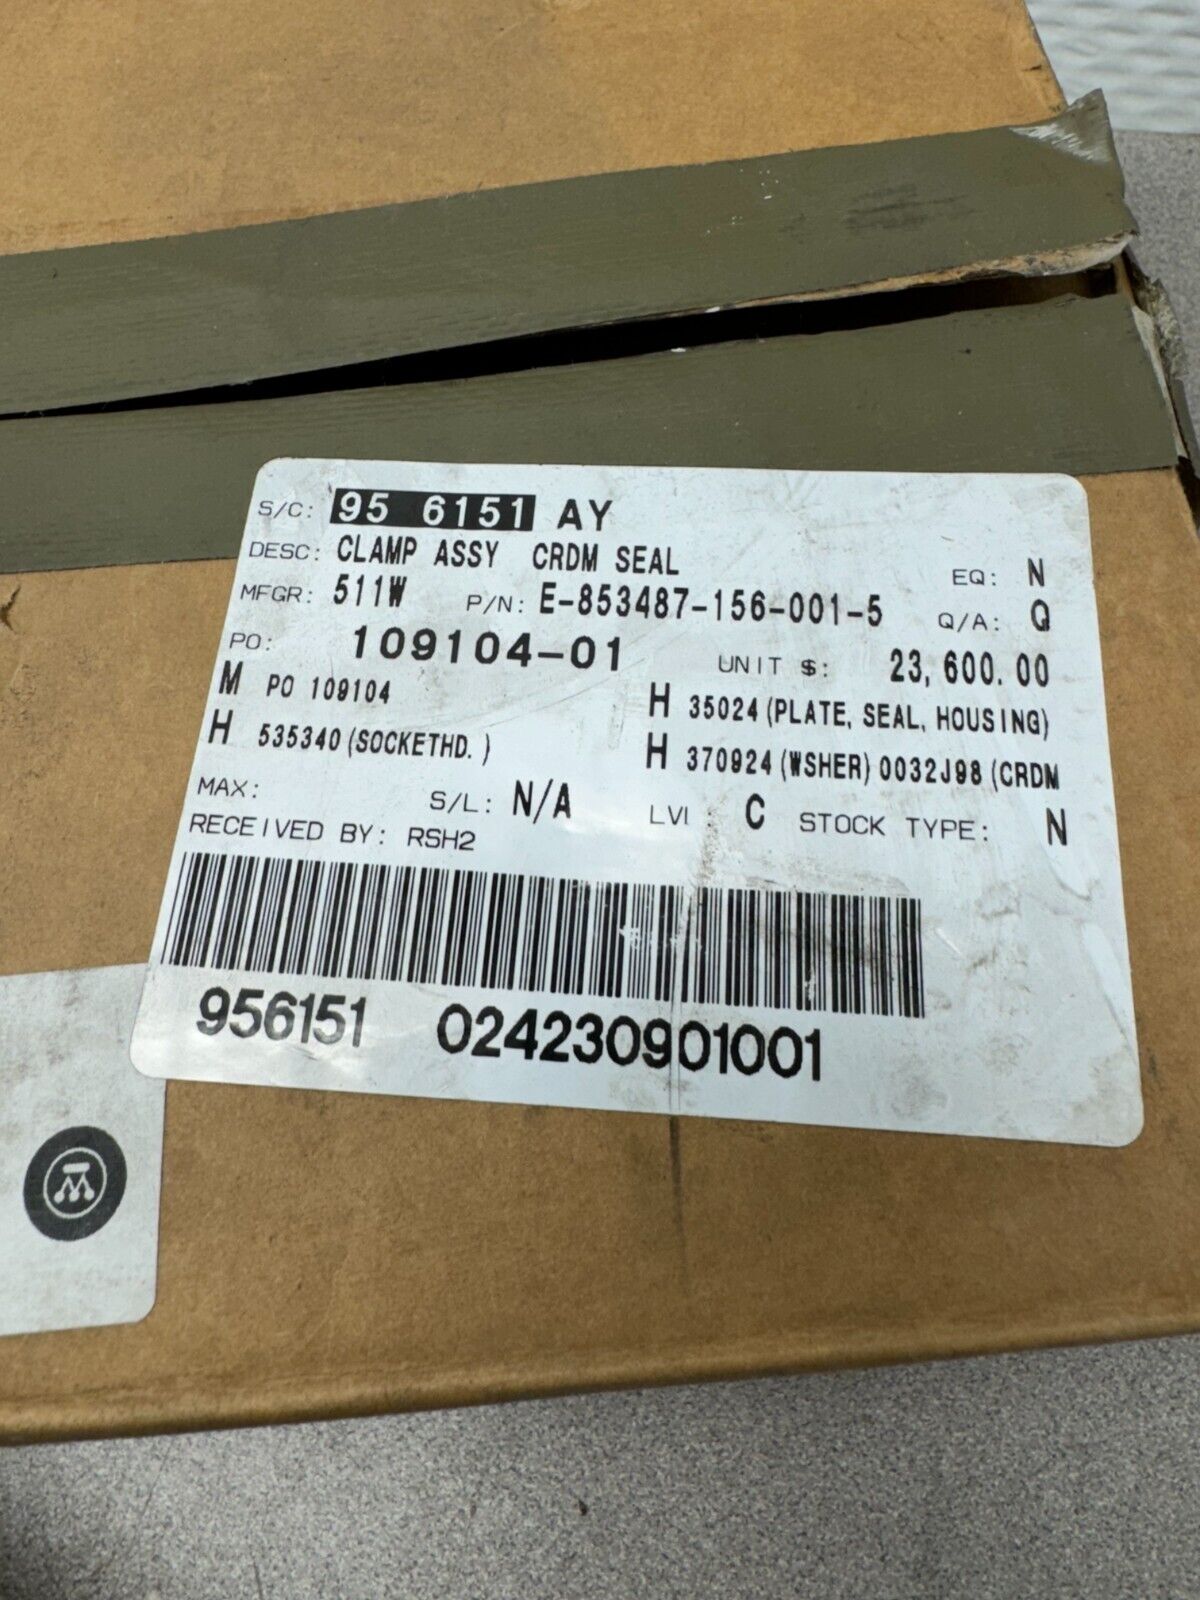 S/C: 95 6151 AY
DESC: CLAMP ASSY CRDM SEAL EQ: N
MFGR: 511W P/N: E-853487-156-001-5 Q/A: Q
PO: 109104-01 UNIT $: 23,600.00
M PO 109104 H 35024(PLATE, SEAL, HOUSING)
H 535340(SOCKETHD.) H 370924(WSHER)0032J98(CRDM
MAX: S/L: N/A LVI: C STOCK TYPE: N
RECEIVED BY: RSH2
956151 024230901001
W